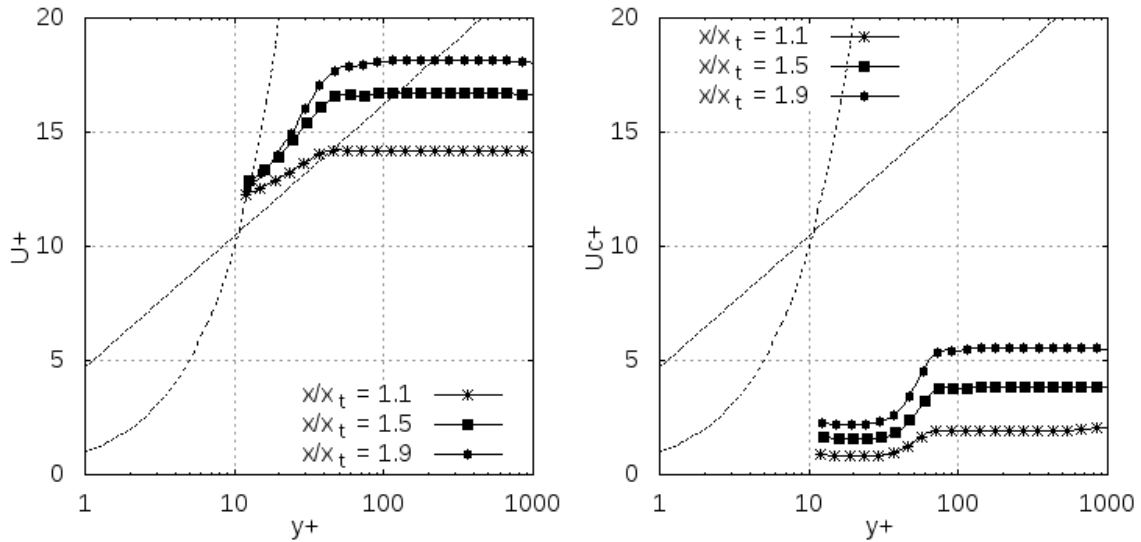 20
15
10
5
0
U+
1
10
100
1000
y+
x/x t = 1.1
x/x t = 1.5
x/x t = 1.9
20
15
10
5
0
Uc+
1
10
100
1000
y+
x/x t = 1.1
x/x t = 1.5
x/x t = 1.9